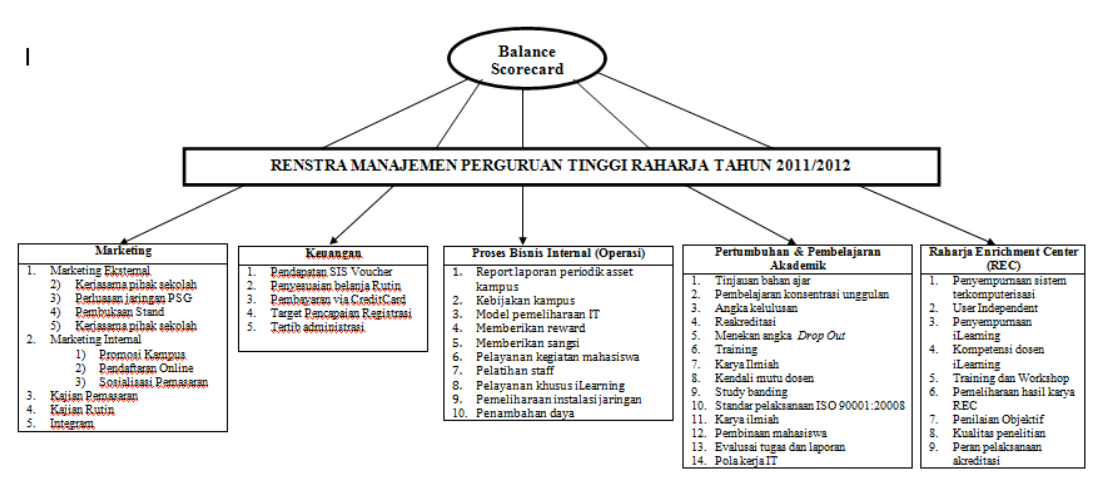 Balance
Scorecard
RENSTRA MANAJEMEN PERGURUAN TINGGI RAHARJA TAHUN 2011/2012
Marketing
1. Marketing Eksternal
2) Kerjasama pihak sekolah
3) Perluasan jaringan PSG
4) Pembukaan Stand
5) Kerjasama pihak sekolah
2. Marketing Internal
1) Promosi Kampus
2) Pendaftaran Online
3) Sosialisasi Pemasaran
3. Kajian Pemasaran
4. Kajian Rutin
5. Integram
Keuangan
1. Pendapatan SIS Voucher
2. Penyesuaian belanja Rutin
3. Pembayaran via CreditCard
4. Target Pencapaian Registrasi
5. Tertib administrasi
Proses Bisnis Internal (Operasi)
1. Report laporan periodik asset
kampus
2. Kebijakan kampus
3. Model pemeliharaan IT
4. Memberikan reward
5. Memberikan sangsi
6. Pelayanan kegiatan mahasiswa
7. Pelatihan staff
8. Pelayanan khusus iLearning
9. Pemeliharaan instalasi jaringan
10. Penambahan daya
Pertumbuhan & Pembelajaran
Akademik
1. Tinjauan bahan ajar
2. Pembelajaran konsentrasi unggulan
3. Angka kelulusan
4. Reakreditasi
5. Menekan angka Drop Out
6. Training
7. Karya Ilmiah
8. Kendali mutu dosen
9. Study banding
10. Standar pelaksanaan ISO 90001:20008
11. Karya ilmiah
12. Pembinaan mahasiswa
13. Evalusai tugas dan laporan
14. Pola kerja IT
Raharja Enrichment Center
(REC)
1. Penyempurnaan sistem
terkomputerisasi
2. User Independent
3. Penyempurnaan
iLearning
4. Kompetensi dosen
iLearning
5. Training dan Workshop
6. Pemeliharaan hasil karya
REC
7. Penilaian Objektif
8. Kualitas penelitian
9. Peran pelaksanaan
akreditasi